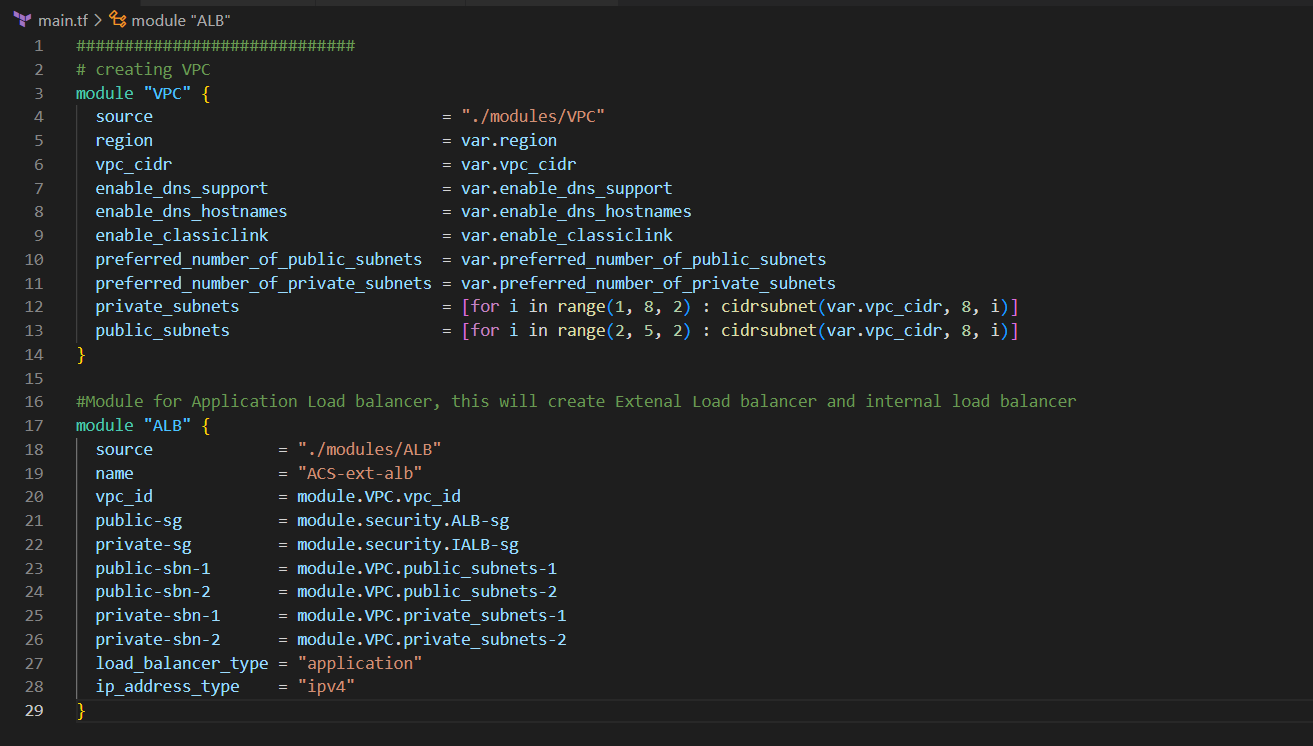 main.tf > module "ALB"
1 #############################
2 # creating VPC
3 module "VPC" {
4 source = "./modules/VPC"
5 region = var.region
6 vpc_cidr = var.vpc_cidr
7 enable_dns_support = var.enable_dns_support
8 enable_dns_hostnames = var.enable_dns_hostnames
9 enable_classiclink = var.enable_classiclink
10 preferred_number_of_public_subnets = var.preferred_number_of_public_subnets
11 preferred_number_of_private_subnets = var.preferred_number_of_private_subnets
12 private_subnets = [for i in range(1, 8, 2) : cidrsubnet(var.vpc_cidr, 8, i)]
13 public_subnets = [for i in range(2, 5, 2) : cidrsubnet(var.vpc_cidr, 8, i)]
14 }
15
16 #Module for Application Load balancer, this will create Extenal Load balancer and internal load balancer
17 module "ALB" {
18 source = "./modules/ALB"
19 name = "ACS-ext-alb"
20 vpc_id = module.VPC.vpc_id
21 public-sg = module.security.ALB-sg
22 private-sg = module.security.IALB-sg
23 public-sbn-1 = module.VPC.public_subnets-1
24 public-sbn-2 = module.VPC.public_subnets-2
25 private-sbn-1 = module.VPC.private_subnets-1
26 private-sbn-2 = module.VPC.private_subnets-2
27 load_balancer_type = "application"
28 ip_address_type = "ipv4"
29 }